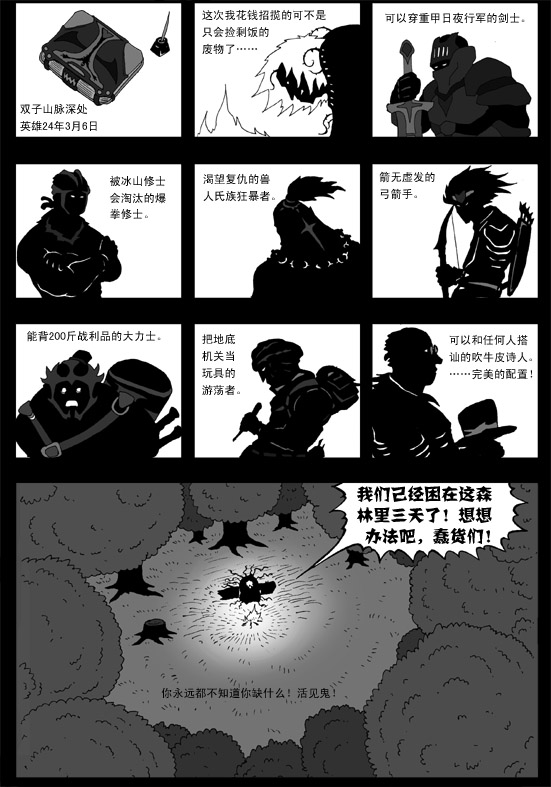 双子山脉深处
英雄24年3月6日
这次我花钱招揽的可不是
只会捡剩饭的
废物了……
可以穿重甲日夜行军的剑士。
被冰山修士
会淘汰的爆
拳修士。
渴望复仇的兽
人氏族狂暴者。
箭无虚发的
弓箭手。
能背200斤战利品的大力士。
把地底
机关当
玩具的
游荡者。
可以和任何人搭
讪的吹牛皮诗人。
……完美的配置！
我们已经困在这森
林里三天了！想想
办法吧，蠢货们！
你永远都不知道你缺什么！活见鬼！